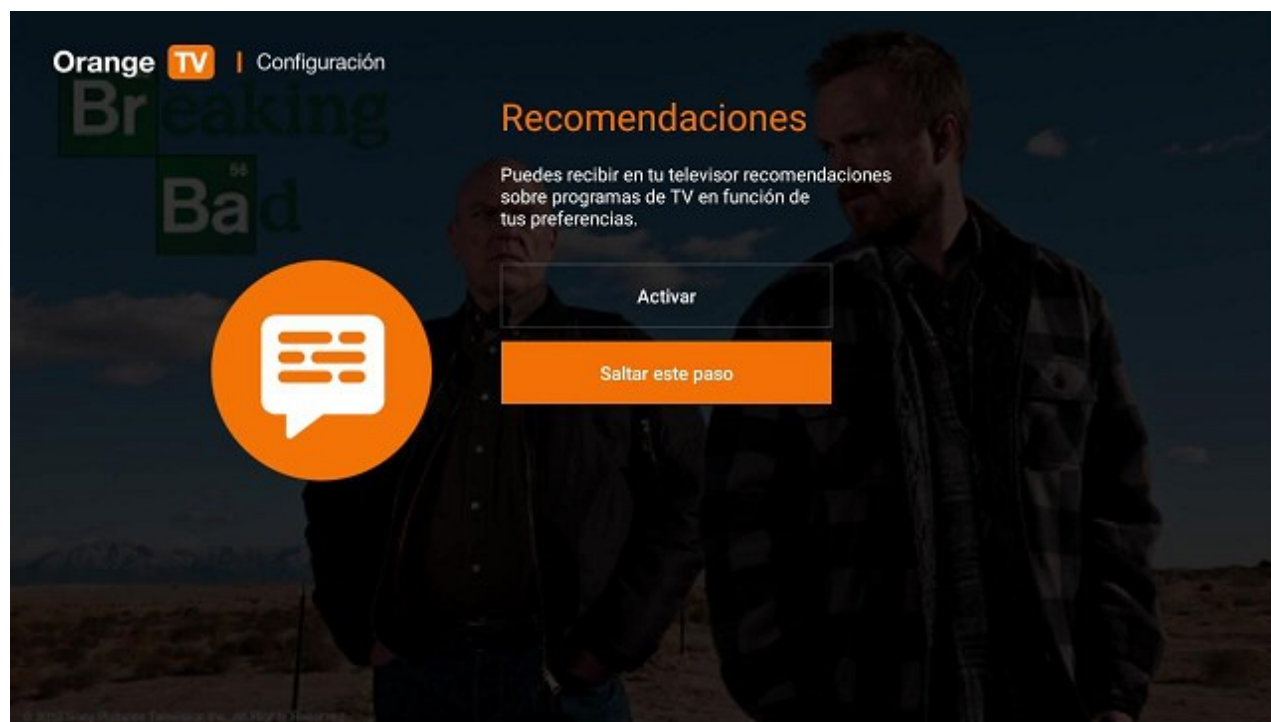 Orange TV | Configuración
Breaking
56
Bad
Recomendaciones
Puedes recibir en tu televisor recomendaciones
sobre programas de TV en función de
tus preferencias.
Activar
Saltar este paso